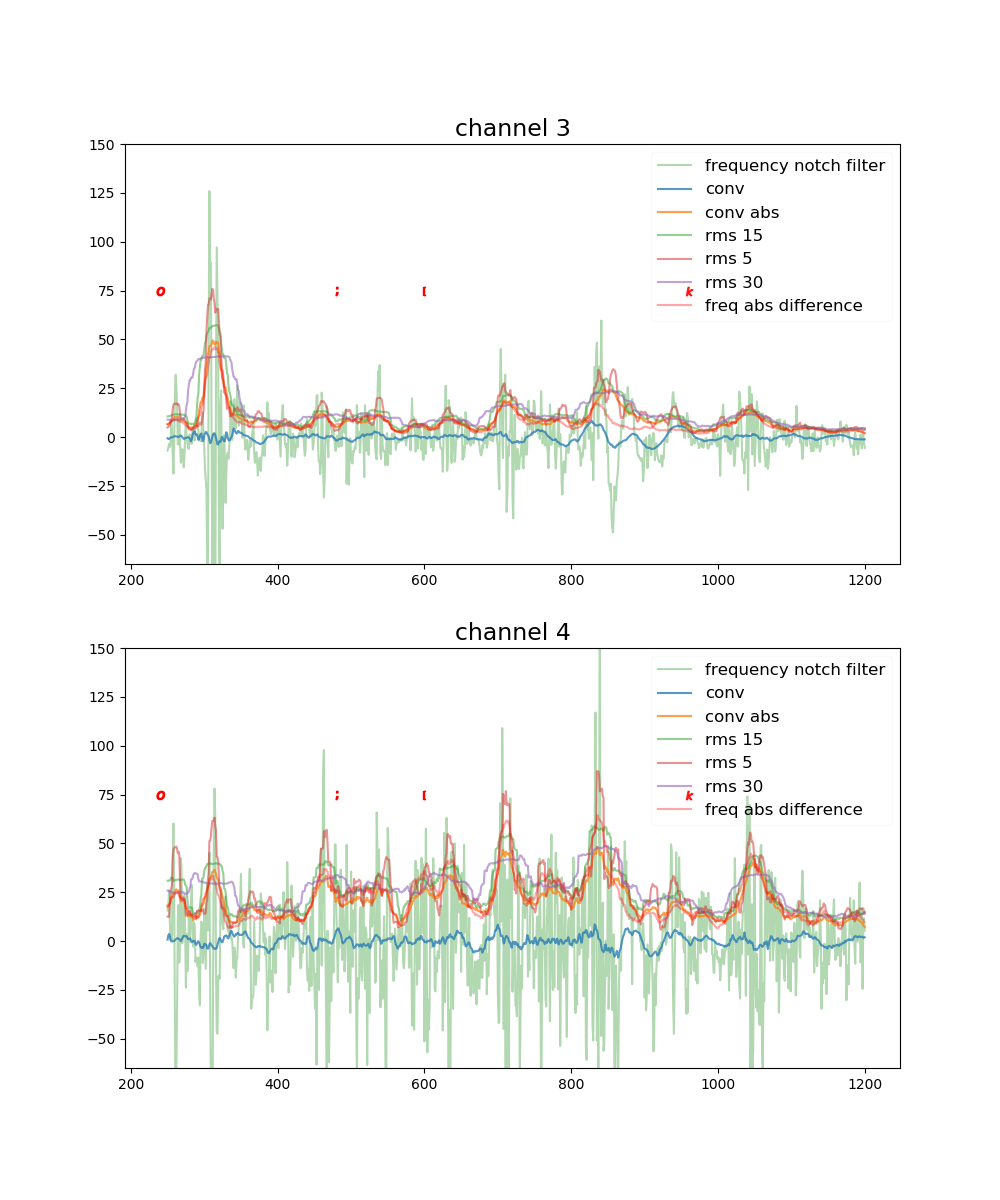 channel 3
150
125
100
75
50
25
0
−25
−50
frequency notch filter
conv
conv abs
rms 15
rms 5
rms 30
freq abs difference
o
;
[
k
200
400
600
800
1000
1200
channel 4
150
125
100
75
50
25
0
−25
−50
frequency notch filter
conv
conv abs
rms 15
rms 5
rms 30
freq abs difference
o
;
[
k
200
400
600
800
1000
1200